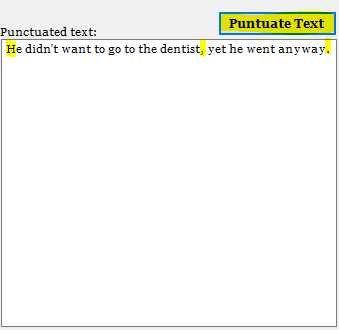 Puntuate Text
Punctuated text:
He didn't want to go to the dentist, yet he went anyway.